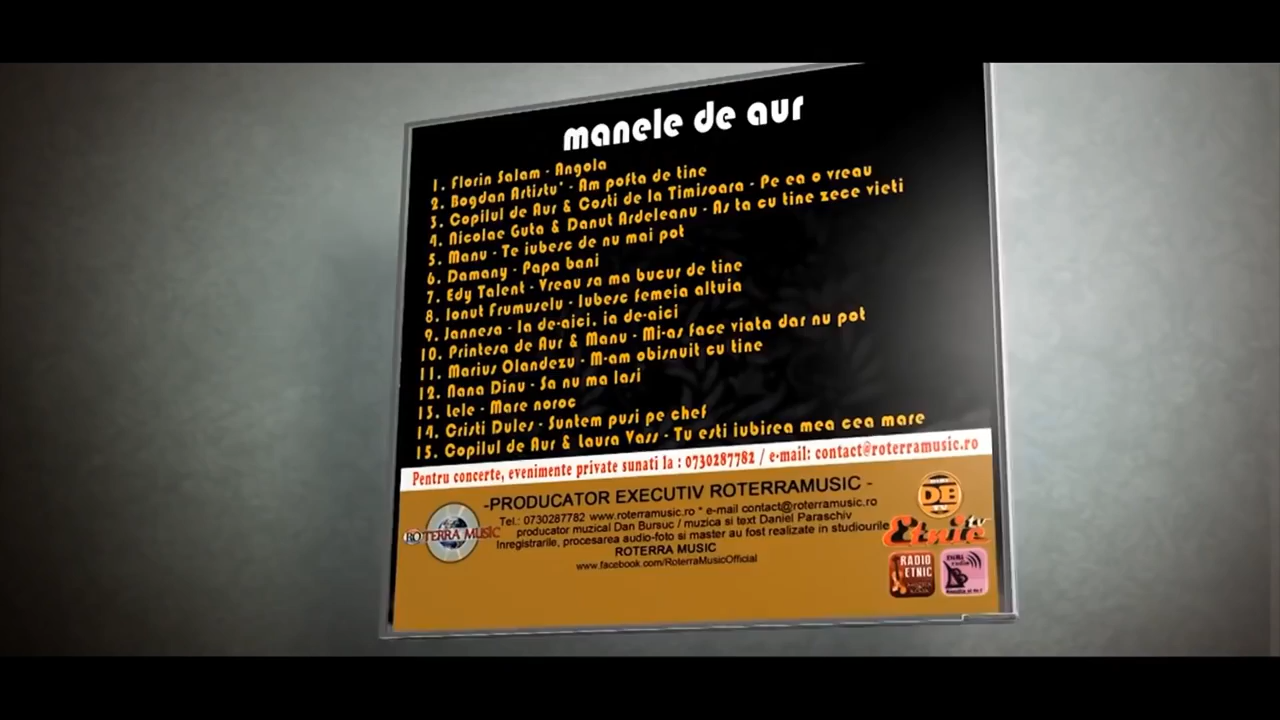 manele de aur
1. Florin Salam - Angola
2. Bogdan Artistu' - Am pofta de tine
3. Copilul de Aur & Costi de la Timisoara - Pe ea o vreau
4. Nicolae Guta & Danut Ardeleanu - As ta cu tine zece vieti
5. Manu - Te iubesc de nu mai pot
6. Damany - Papa bani
7. Edy Talent - Vreau sa ma bucur de tine
8. Ionut Frumuselu - Iubesc femeia altuia
9. Jannesa - Ia de-aici, ia de-aici
10. Printesa de Aur & Manu - Mi-as face viata dar nu pot
11. Marius Olandezu - M-am obisnuit cu tine
12. Nana Dinu - Sa nu ma lasi
13. Lele - Mare noroc
14. Cristi Dules - Suntem pusi pe chef
15. Copilul de Aur & Laura Vass - Tu esti iubirea mea cea mare
Pentru concerte, evenimente private sunati la : 0730287782 / e-mail: contact@roterramusic.ro
-PRODUCATOR EXECUTIV ROTERRAMUSIC -
Tel.: 0730287782 www.roterramusic.ro * e-mail contact@roterramusic.ro
producator muzical Dan Bursuc / muzica si text Daniel Paraschiv
Inregistrarile, procesarea audio-foto si master au fost realizate in studiourile
ROTERRA MUSIC
www.facebook.com/RoterraMusicOfficial
ROTERRA MUSIC
DB
Etnic tv
RADIO
ETNIC